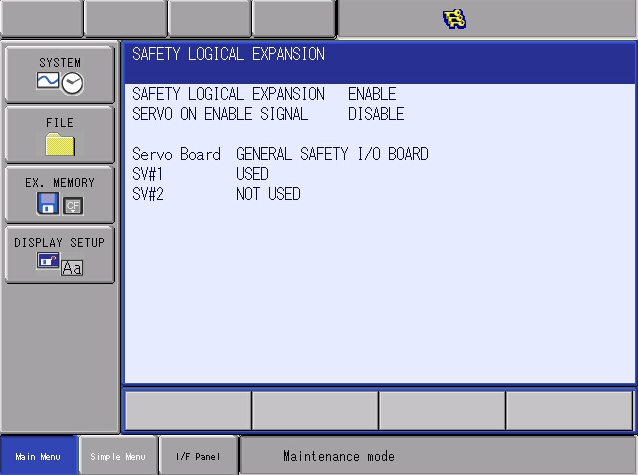 SYSTEM
FILE
EX. MEMORY
CF
DISPLAY SETUP
Aa
SAFETY LOGICAL EXPANSION
SAFETY LOGICAL EXPANSION ENABLE
SERVO ON ENABLE SIGNAL DISABLE
Servo Board GENERAL SAFETY I/O BOARD
SV#1 USED
SV#2 NOT USED
Main Menu Simple Menu I/F Panel Maintenance mode